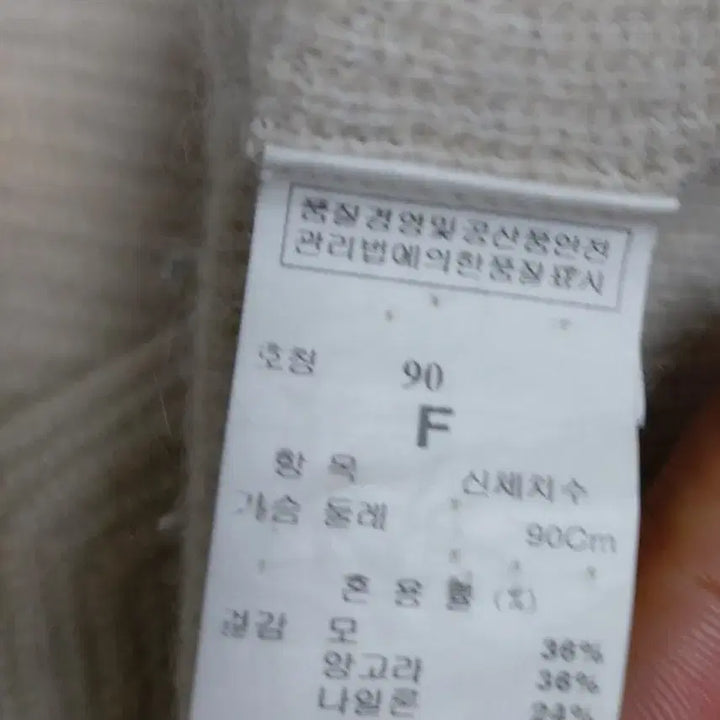 품질경영및공산품안전
관리법에의한품질표시
호칭 90
F
항 목 신체치수
가슴 둘레 90Cm
혼 용 률 (%)
겉감 모 36%
앙고라 36%
나일론